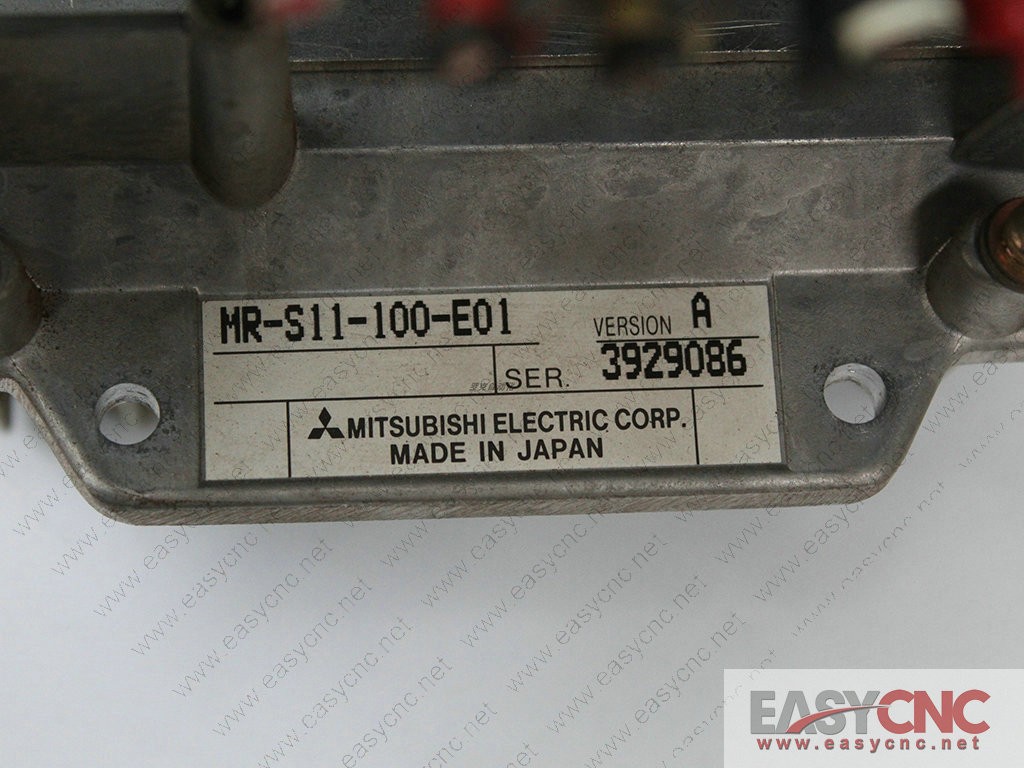 MR-S11-100-E01
VERSION A
SER. 3929086
MITSUBISHI ELECTRIC CORP.
MADE IN JAPAN
EASYCNC
www.easycnc.net